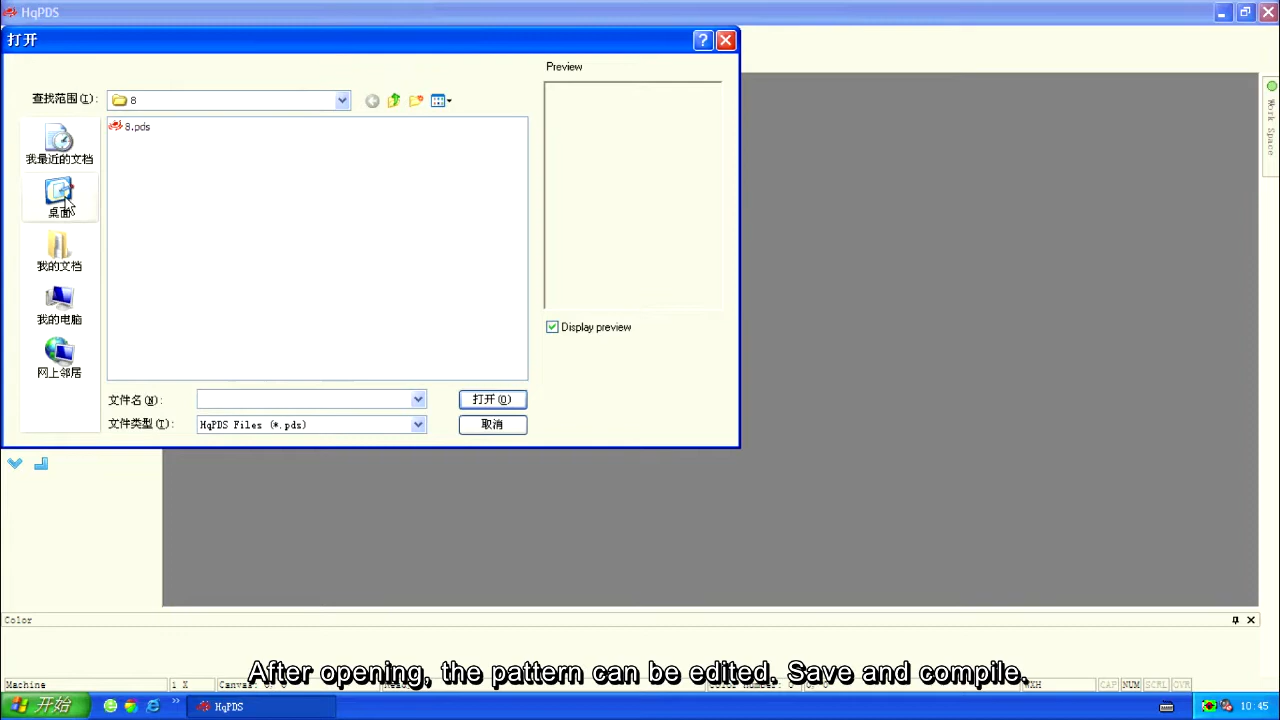 HqPDS
打开
Preview
查找范围(I):
8
8.pds
我最近的文档
桌面
我的文档
我的电脑
网上邻居
Display preview
文件名(N):
打开(O)
文件类型(T):
HqPDS Files (*.pds)
取消
Work Space
Color
After opening, the pattern can be edited. Save and compile.
Machine
1 X
CAP
NUM
SCRL
OVR
开始
HqPDS
10:45